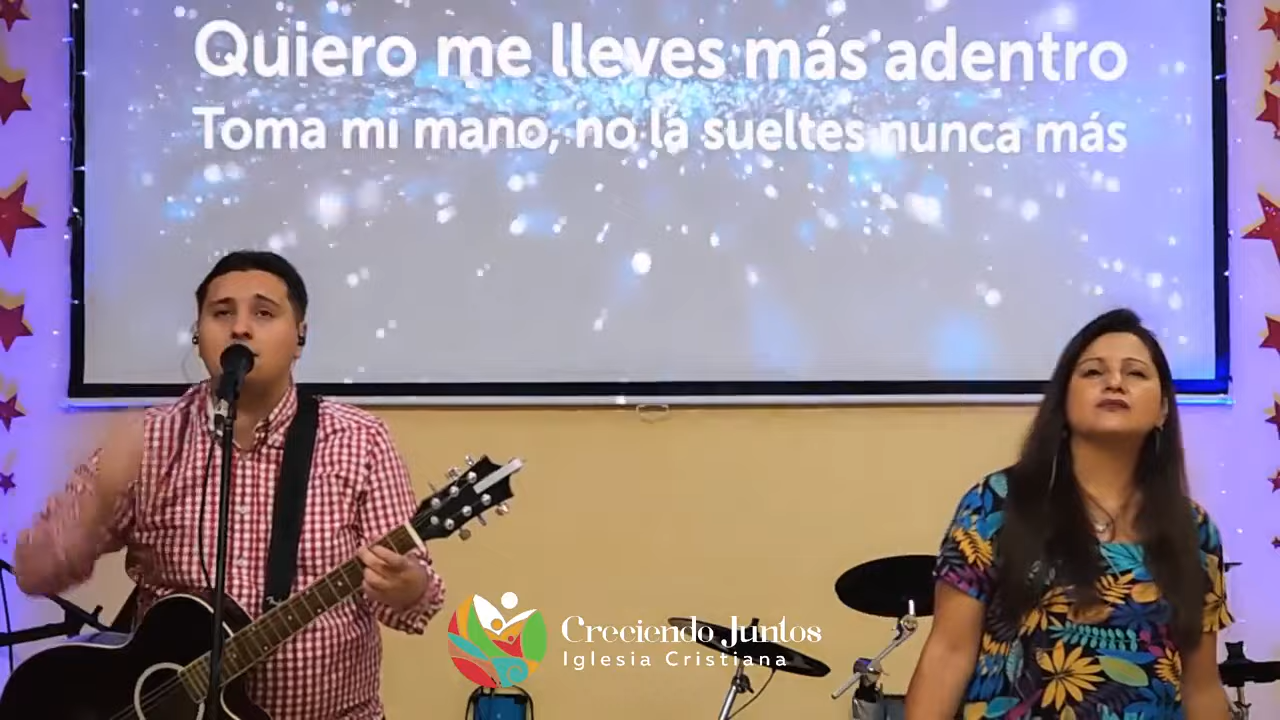 Quiero me lleves más adentro
Toma mi mano, no la sueltes nunca más
Creciendo Juntos
Iglesia Cristiana